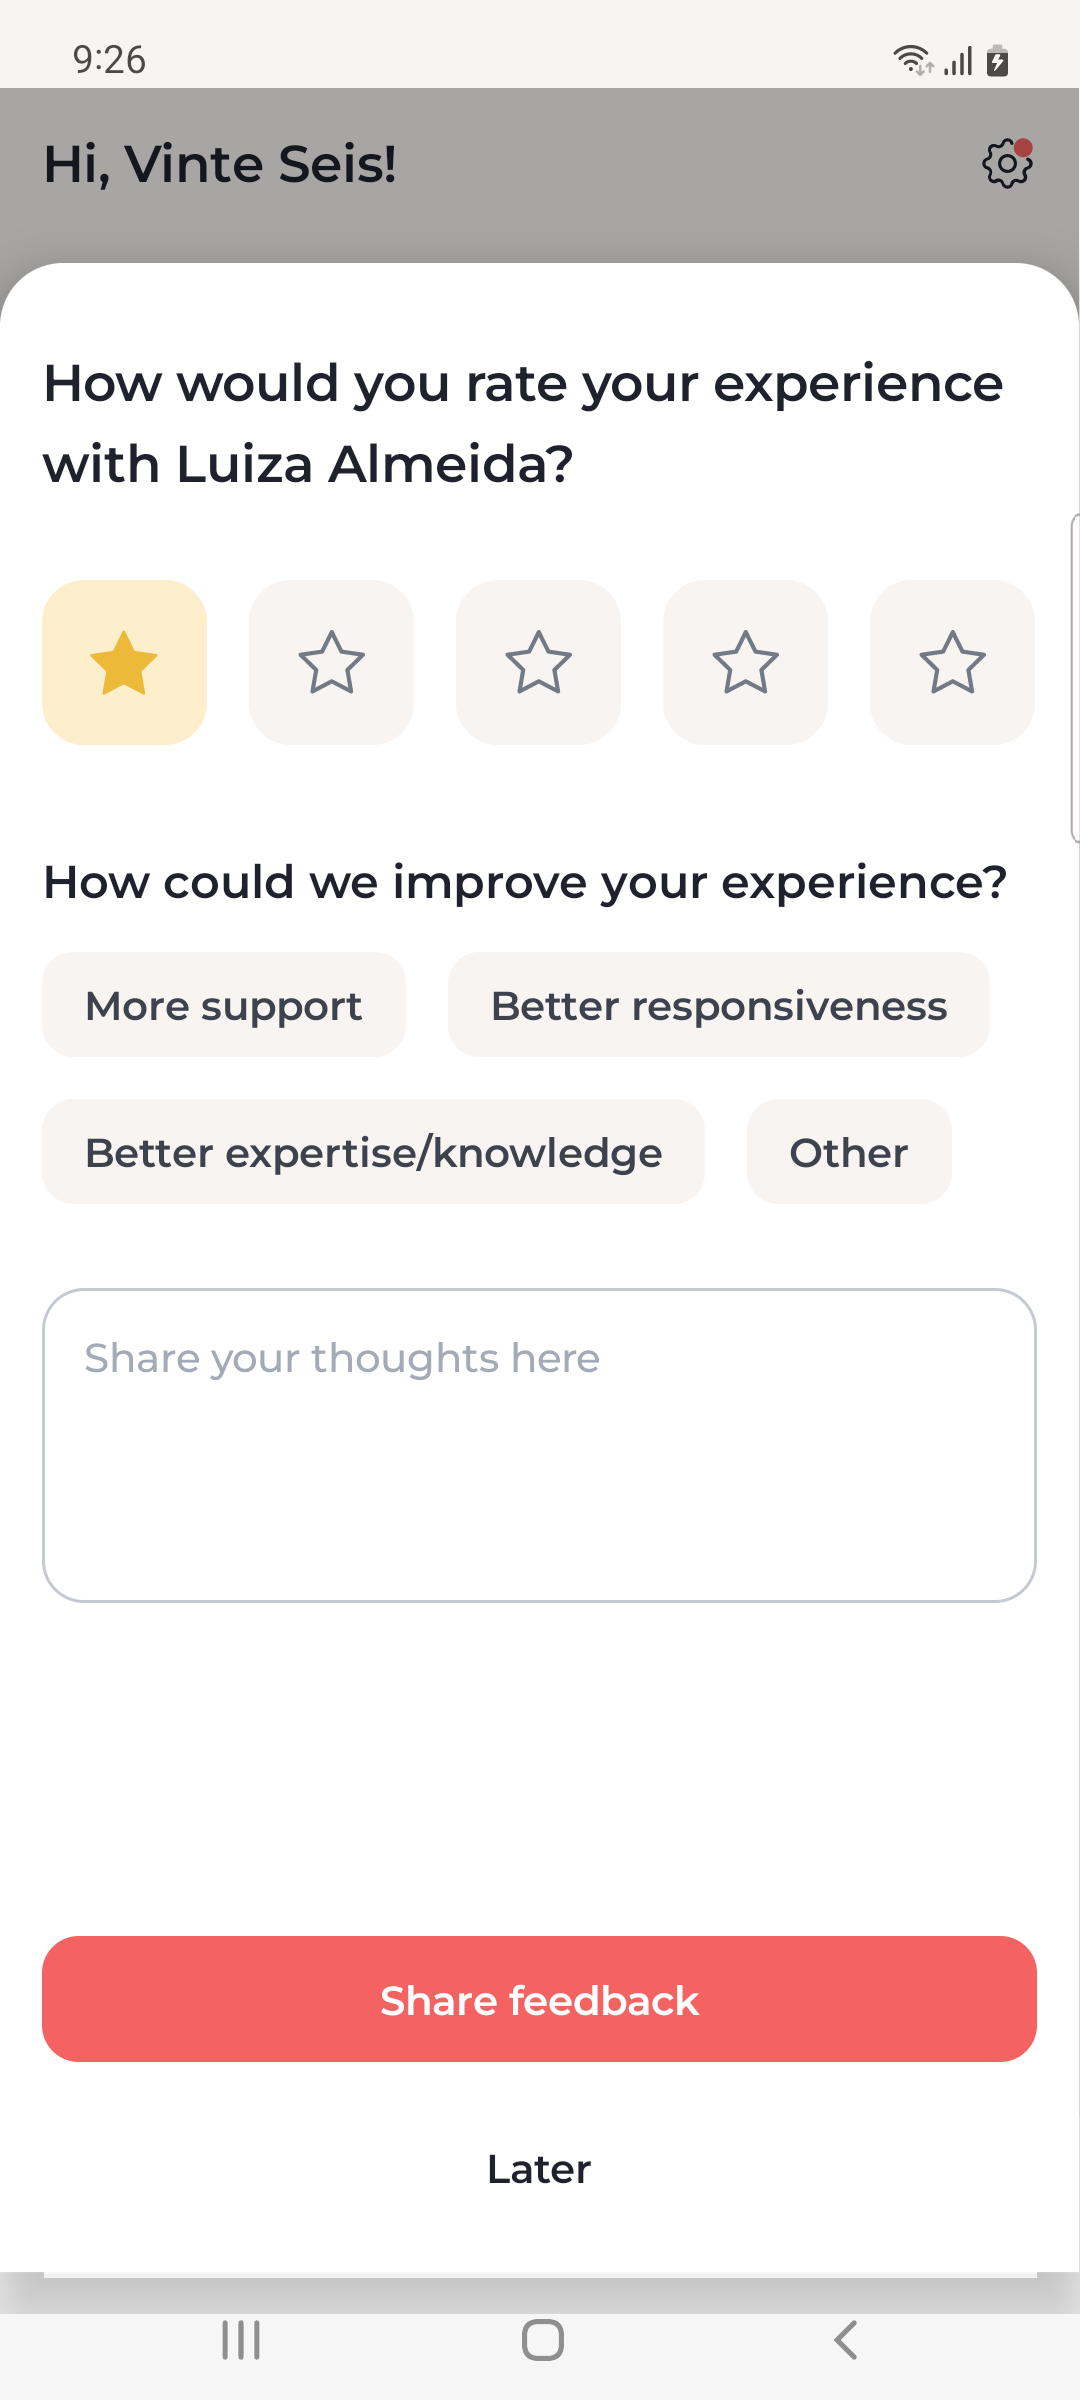 9:26
Hi, Vinte Seis!
How would you rate your experience
with Luiza Almeida?
How could we improve your experience?
More support
Better responsiveness
Better expertise/knowledge
Other
Share your thoughts here
Share feedback
Later